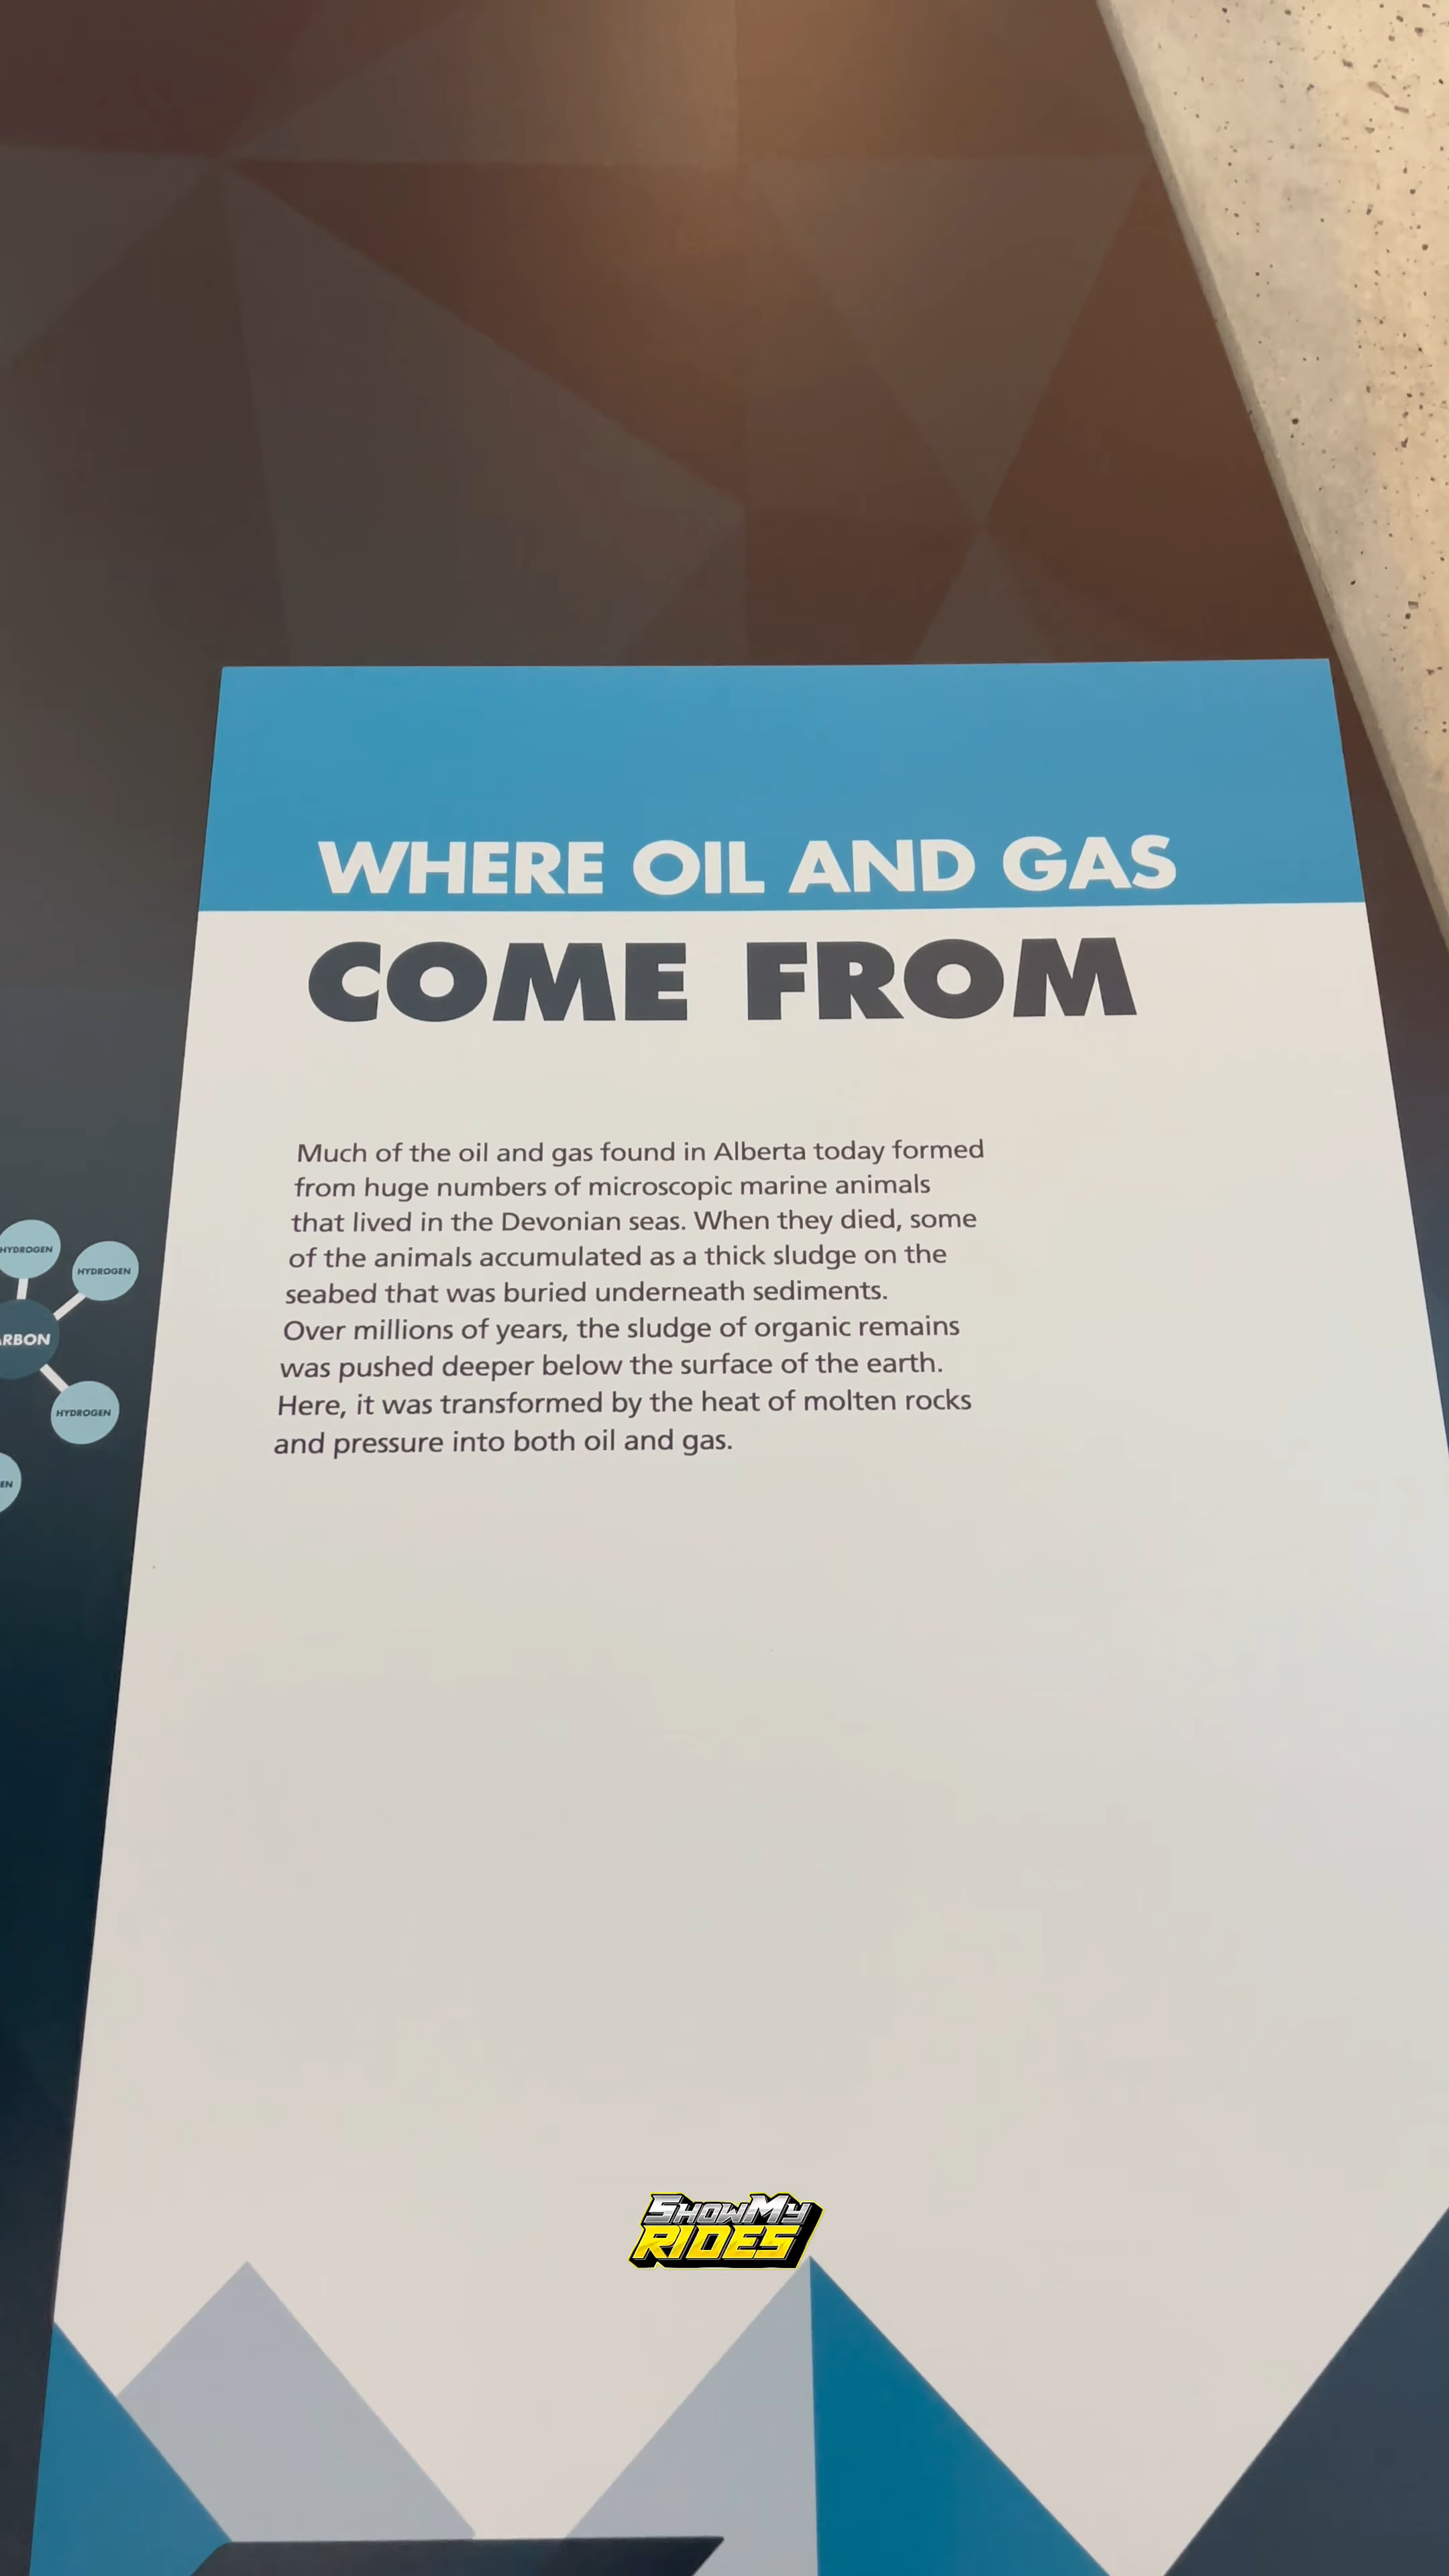 WHERE OIL AND GAS
COME FROM
Much of the oil and gas found in Alberta today formed
from huge numbers of microscopic marine animals
that lived in the Devonian seas. When they died, some
of the animals accumulated as a thick sludge on the
seabed that was buried underneath sediments.
Over millions of years, the sludge of organic remains
was pushed deeper below the surface of the earth.
Here, it was transformed by the heat of molten rocks
and pressure into both oil and gas.
HYDROGEN
HYDROGEN
RBON
HYDROGEN
EN
SHOWMY
RIDES